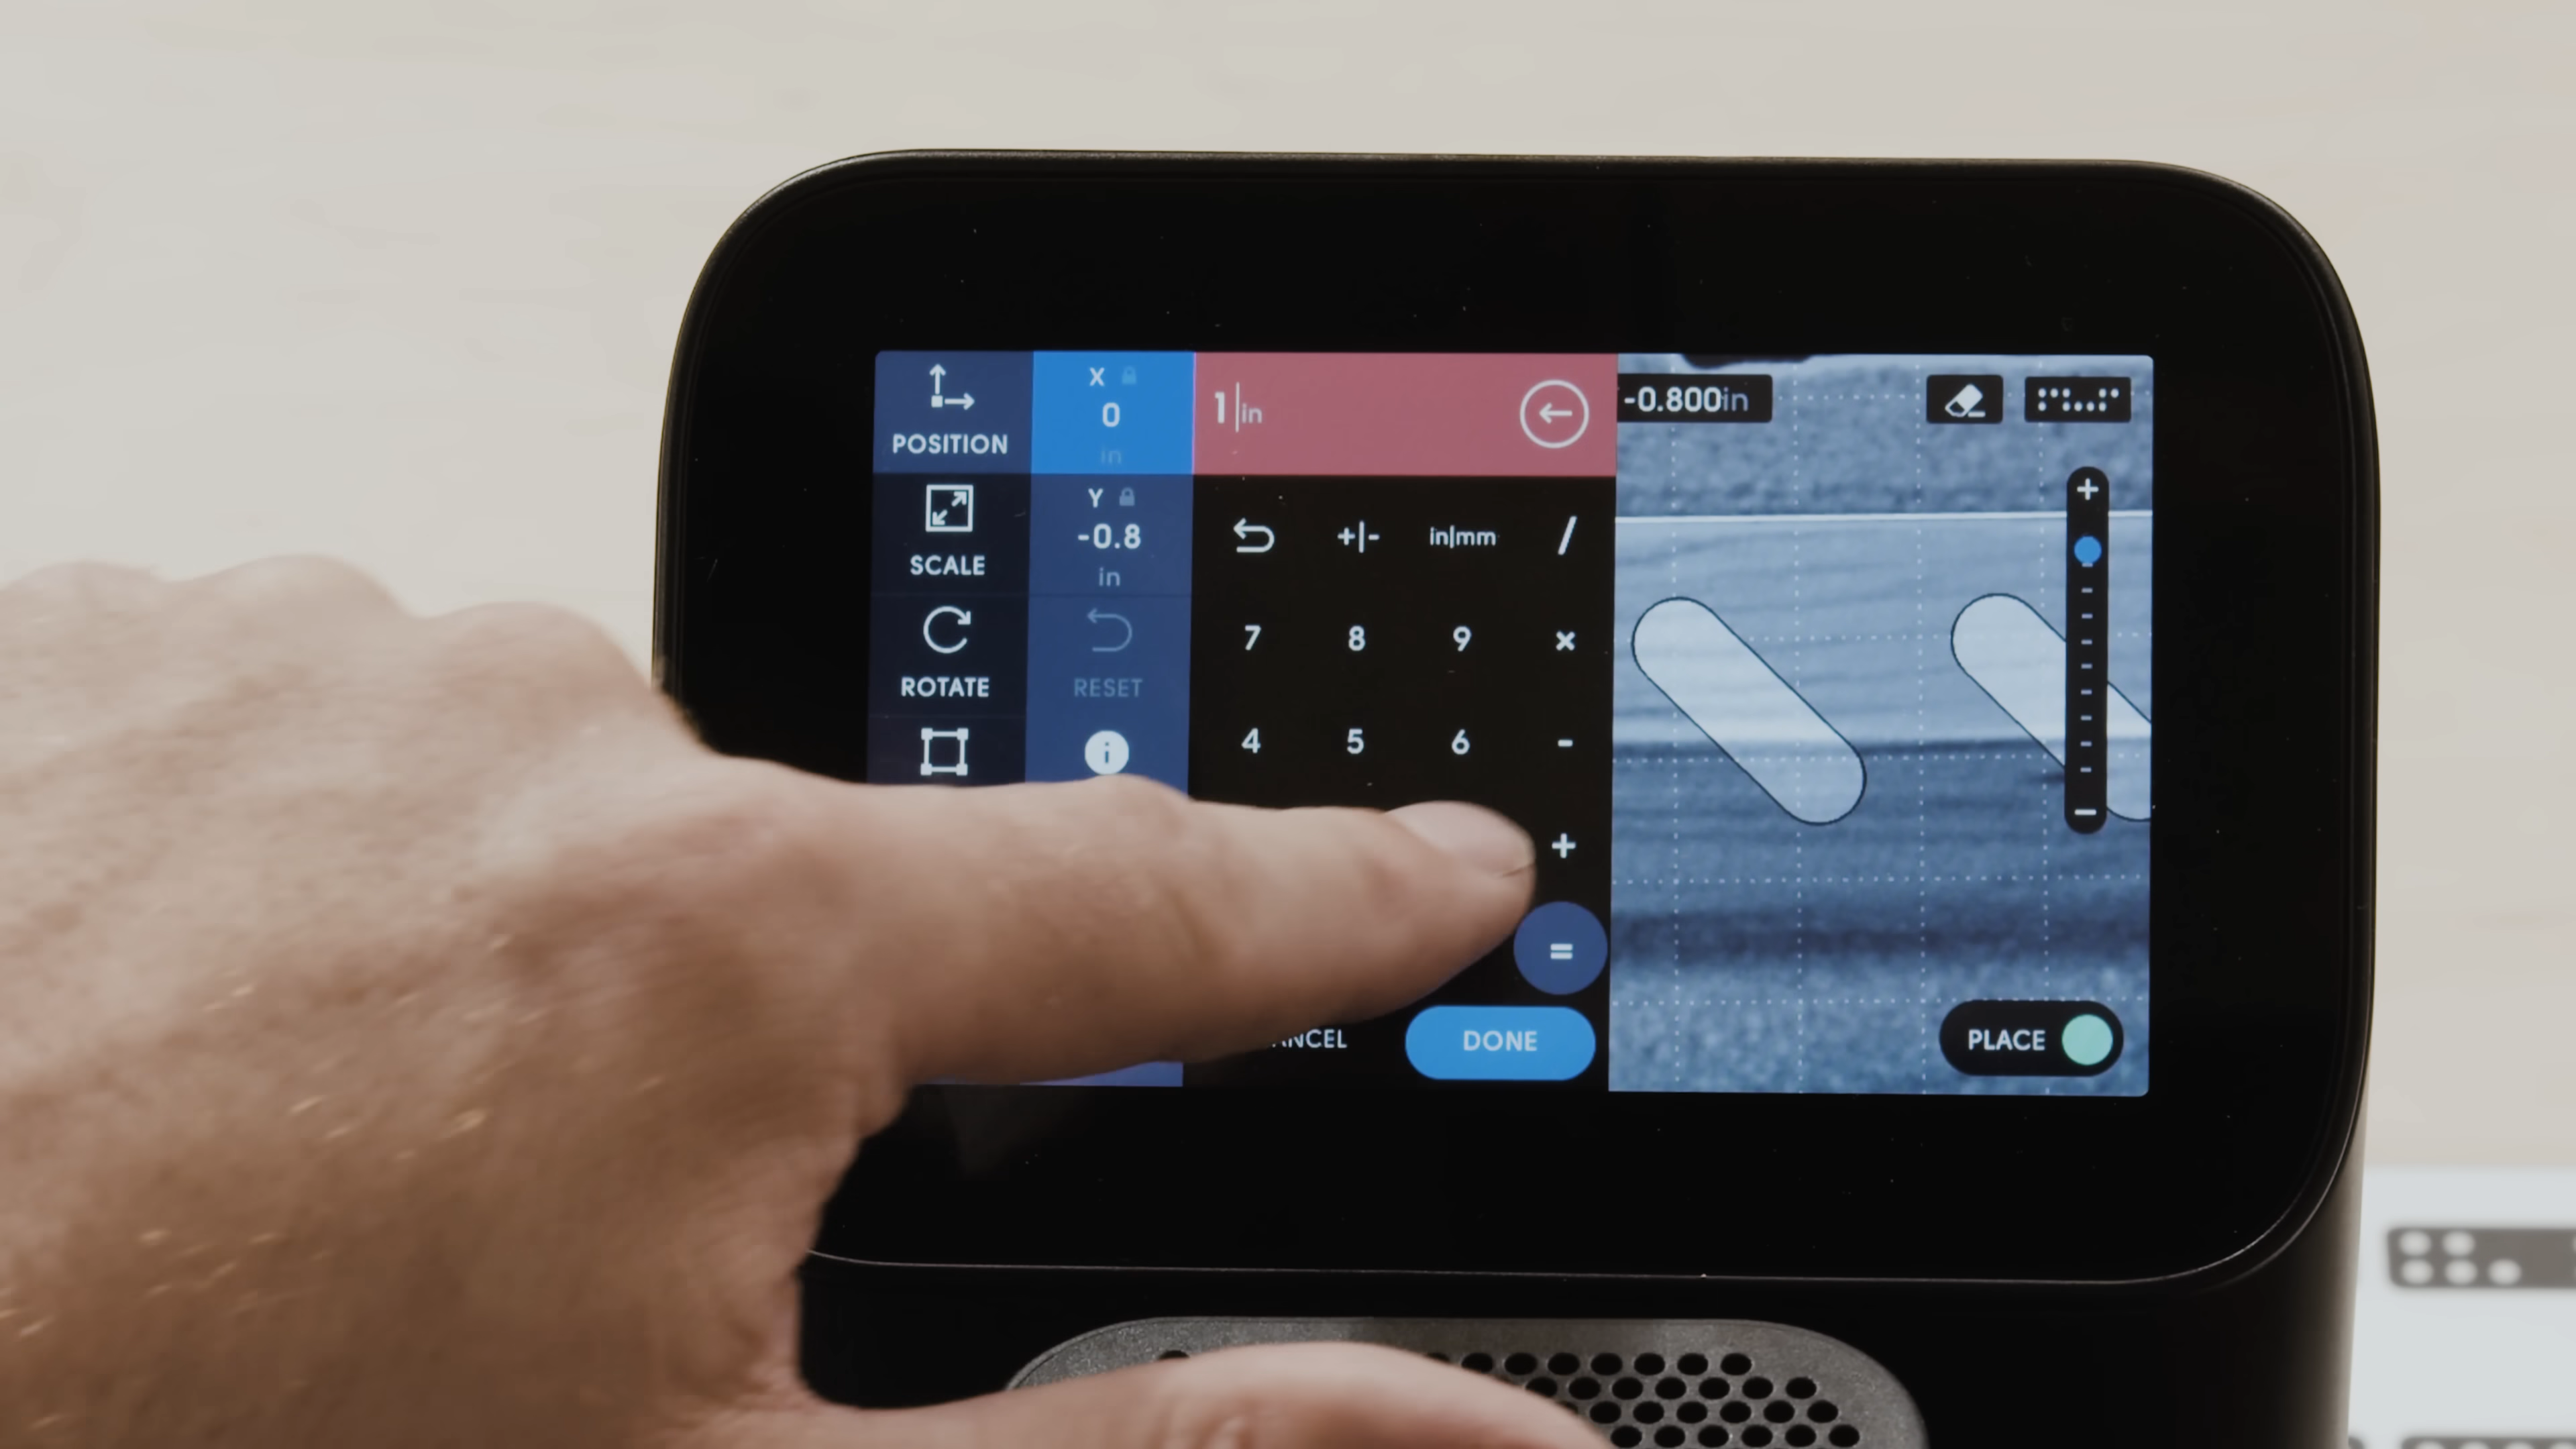 POSITION
SCALE
ROTATE
X
0
in
Y
-0.8
in
RESET
i
1 in
+|- in|mm /
7 8 9 ×
4 5 6 -
+
=
DONE
-0.800in
+
-
PLACE